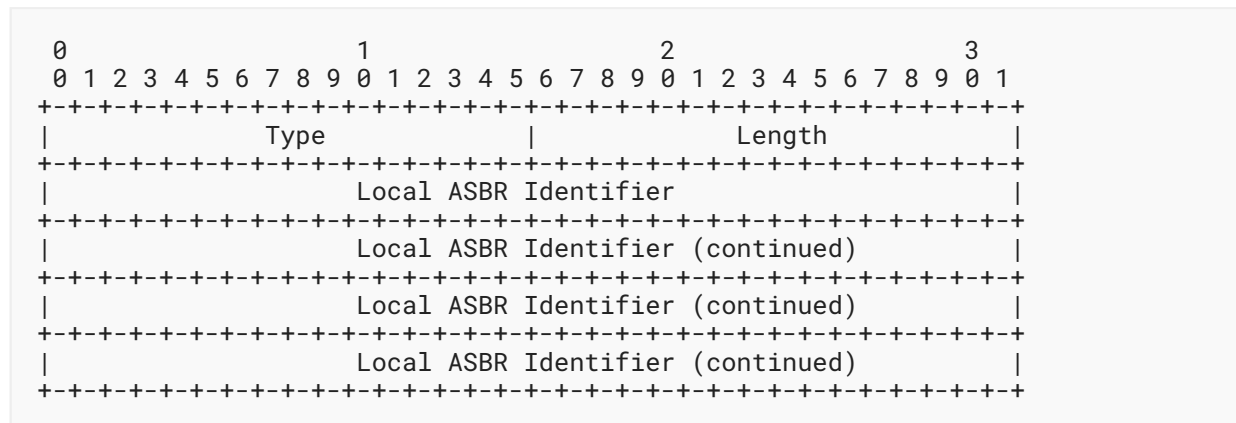 0                   1                   2                   3
 0 1 2 3 4 5 6 7 8 9 0 1 2 3 4 5 6 7 8 9 0 1 2 3 4 5 6 7 8 9 0 1
+-+-+-+-+-+-+-+-+-+-+-+-+-+-+-+-+-+-+-+-+-+-+-+-+-+-+-+-+-+-+-+-+
|              Type             |             Length            |
+-+-+-+-+-+-+-+-+-+-+-+-+-+-+-+-+-+-+-+-+-+-+-+-+-+-+-+-+-+-+-+-+
|                    Local ASBR Identifier                      |
+-+-+-+-+-+-+-+-+-+-+-+-+-+-+-+-+-+-+-+-+-+-+-+-+-+-+-+-+-+-+-+-+
|                    Local ASBR Identifier (continued)          |
+-+-+-+-+-+-+-+-+-+-+-+-+-+-+-+-+-+-+-+-+-+-+-+-+-+-+-+-+-+-+-+-+
|                    Local ASBR Identifier (continued)          |
+-+-+-+-+-+-+-+-+-+-+-+-+-+-+-+-+-+-+-+-+-+-+-+-+-+-+-+-+-+-+-+-+
|                    Local ASBR Identifier (continued)          |
+-+-+-+-+-+-+-+-+-+-+-+-+-+-+-+-+-+-+-+-+-+-+-+-+-+-+-+-+-+-+-+-+